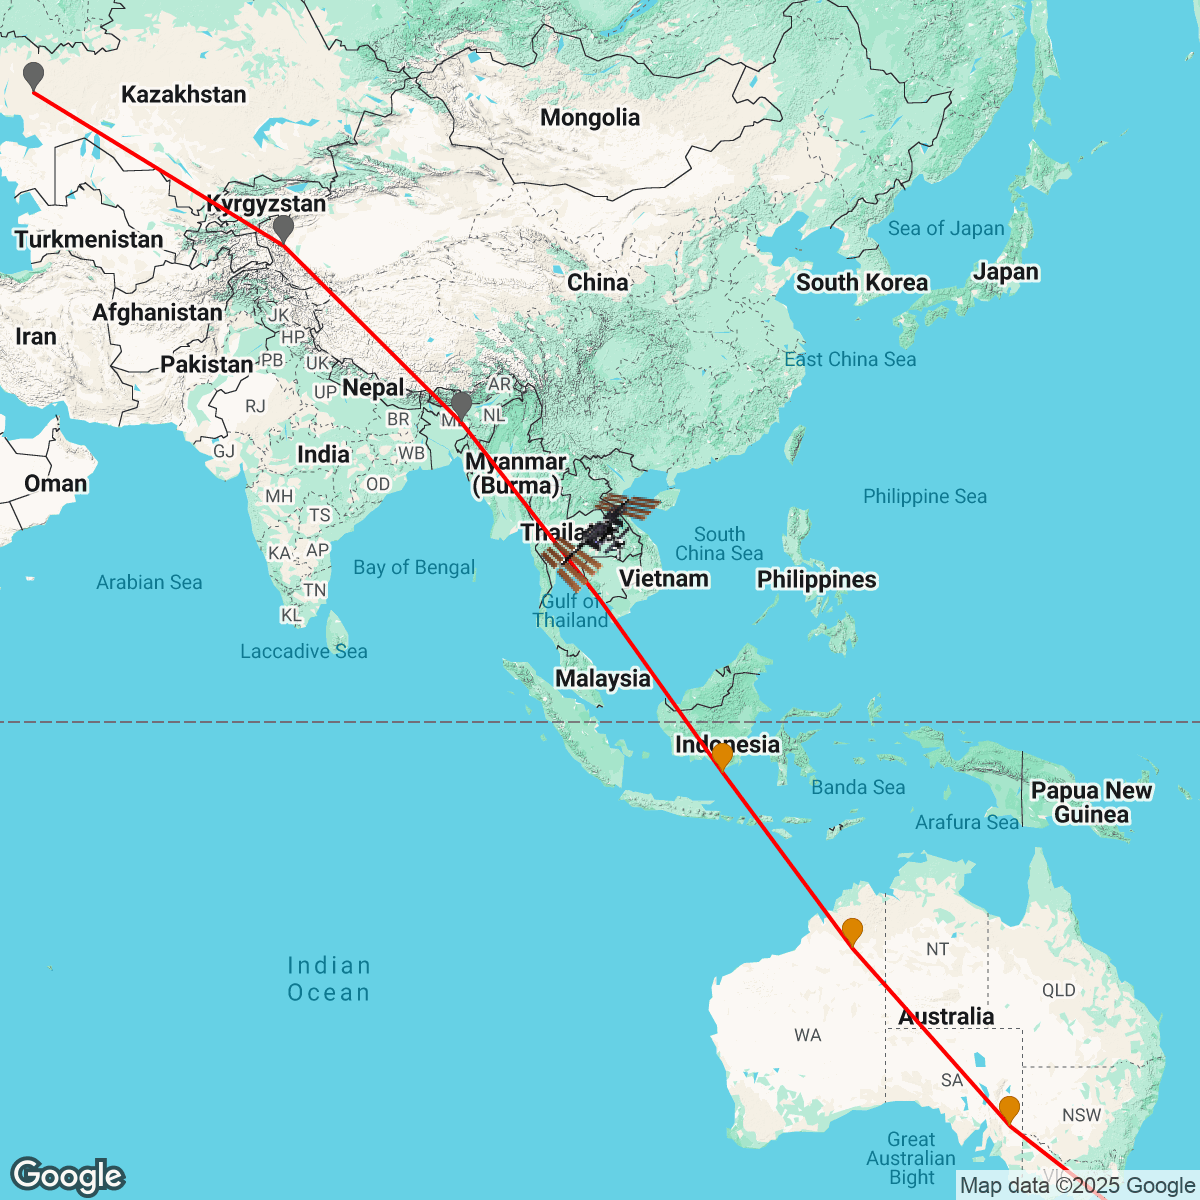 Kazakhstan
Mongolia
Kyrgyzstan
Sea of Japan
Turkmenistan
Japan
China
South Korea
Afghanistan
JK
Iran
HP
East China Sea
Pakistan
PB
UK
Nepal
AR
UP
RJ
BR
NL
GJ
India
WB
Myanmar
(Burma)
Oman
OD
MH
Philippine Sea
TS
South
China Sea
KA
AP
Bay of Bengal
Arabian Sea
Vietnam
Philippines
TN
Gulf of
Thailand
KL
Laccadive Sea
Malaysia
Indonesia
Banda Sea
Papua New
Guinea
Arafura Sea
NT
Indian
Ocean
QLD
Australia
WA
SA
NSW
Great
Australian
Bight
Google
Map data ©2025 Google